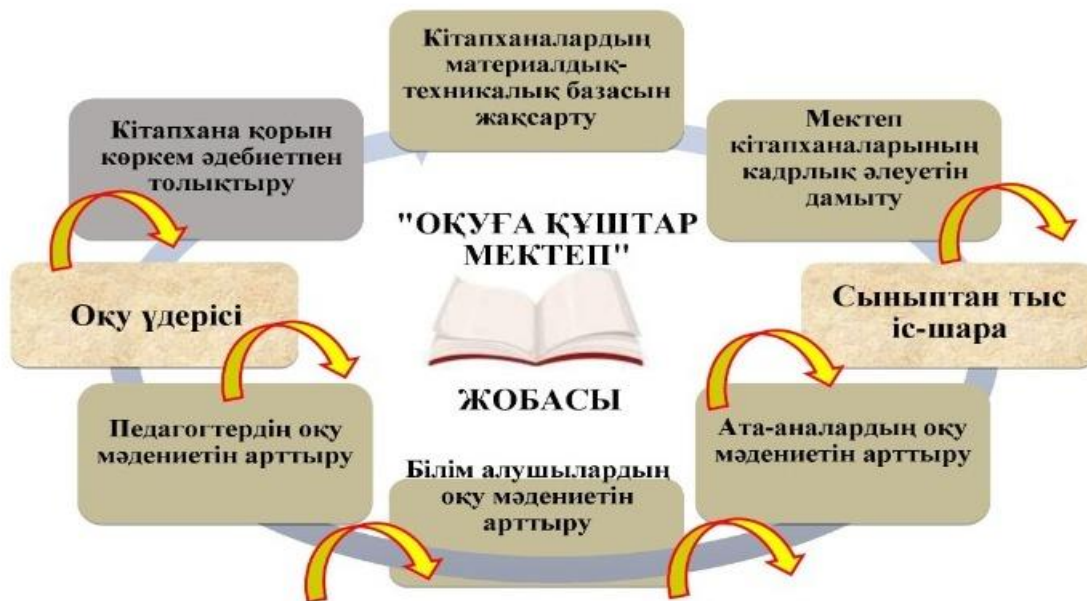 Кітапханалардың
материалдық-
техникалық базасын
жақсарту
Кітапхана қорын
көркем әдебиетпен
толықтыру
Мектеп
кітапханаларының
кадрлық әлеуетін
дамыту
"ОҚУҒА ҚҰШТАР
МЕКТЕП"
Оқу үдерісі
Сыныптан тыс
іс-шара
ЖОБАСЫ
Педагогтердің оқу
мәдениетін арттыру
Білім алушылардың
оқу мәдениетін
арттыру
Ата-аналардың оқу
мәдениетін арттыру